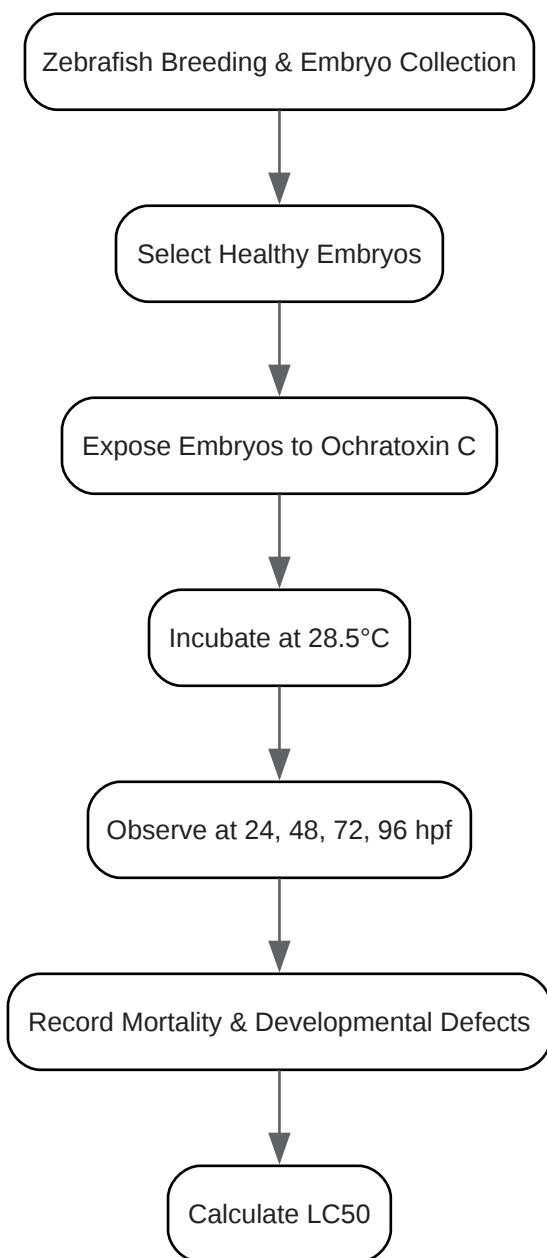 Zebrafish Breeding & Embryo Collection
Select Healthy Embryos
Expose Embryos to Ochratoxin C
Incubate at 28.5°C
Observe at 24, 48, 72, 96 hpf
Record Mortality & Developmental Defects
Calculate LC50